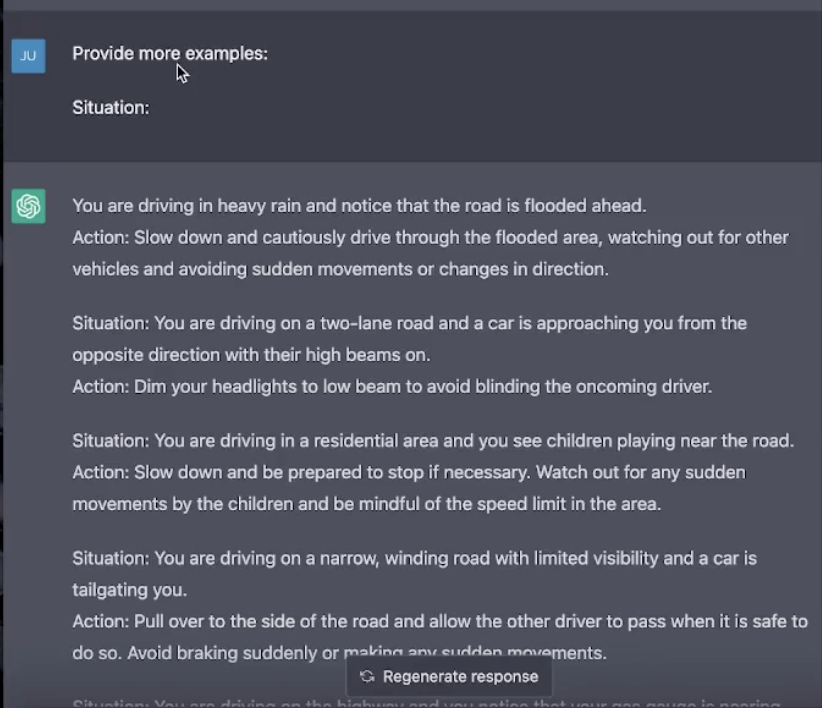 JU
Provide more examples:
Situation:
You are driving in heavy rain and notice that the road is flooded ahead.
Action: Slow down and cautiously drive through the flooded area, watching out for other
vehicles and avoiding sudden movements or changes in direction.
Situation: You are driving on a two-lane road and a car is approaching you from the
opposite direction with their high beams on.
Action: Dim your headlights to low beam to avoid blinding the oncoming driver.
Situation: You are driving in a residential area and you see children playing near the road.
Action: Slow down and be prepared to stop if necessary. Watch out for any sudden
movements by the children and be mindful of the speed limit in the area.
Situation: You are driving on a narrow, winding road with limited visibility and a car is
tailgating you.
Action: Pull over to the side of the road and allow the other driver to pass when it is safe to
do so. Avoid braking suddenly or making any sudden movements.
Regenerate response
Situation: You are driving on the highway and you notice that your gas gauge is nearing